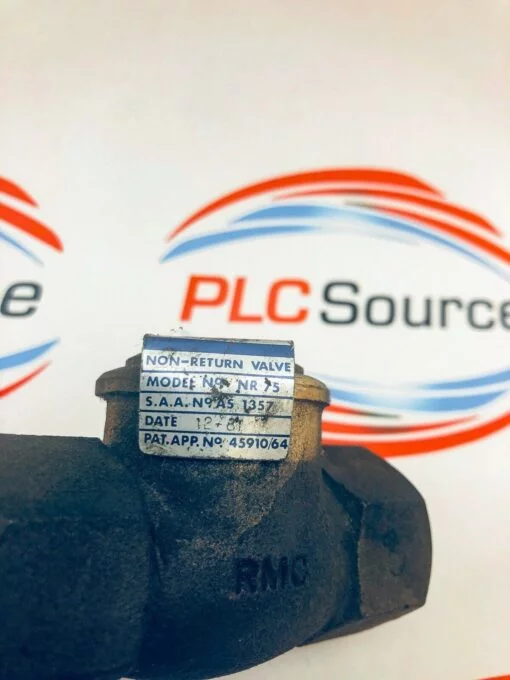 e
PLC Source
NON-RETURN VALVE
MODEL Nº NR 75
S.A.A. Nº AS 1357
DATE 12-81
PAT. APP. Nº 45910/64
RMC